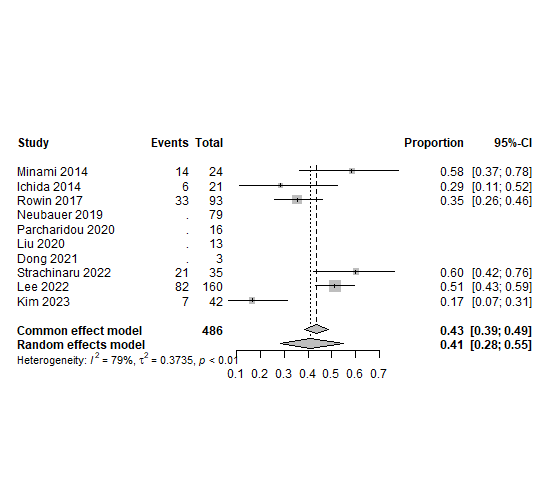 Study Events Total Proportion 95%-CI
Minami 2014 14 24 0.58 [0.37; 0.78]
Ichida 2014 6 21 0.29 [0.11; 0.52]
Rowin 2017 33 93 0.35 [0.26; 0.46]
Neubauer 2019 . 79
Parcharidou 2020 . 16
Liu 2020 . 13
Dong 2021 . 3
Strachinaru 2022 21 35 0.60 [0.42; 0.76]
Lee 2022 82 160 0.51 [0.43; 0.59]
Kim 2023 7 42 0.17 [0.07; 0.31]
Common effect model 486 0.43 [0.39; 0.49]
Random effects model 0.41 [0.28; 0.55]
Heterogeneity: I² = 79%, τ² = 0.3735, p < 0.01
0.1 0.2 0.3 0.4 0.5 0.6 0.7